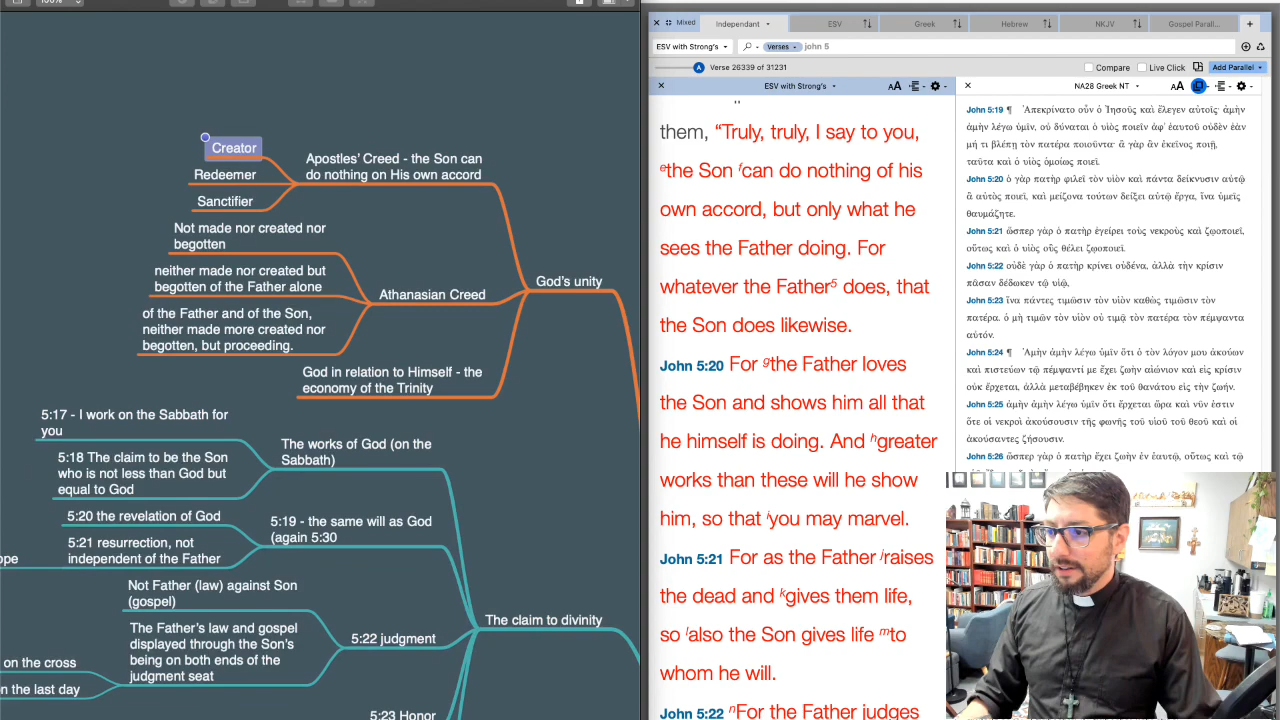 100%
Creator
Redeemer
Sanctifier
Apostles' Creed - the Son can
do nothing on His own accord
Not made nor created nor
begotten
neither made nor created but
begotten of the Father alone
of the Father and of the Son,
neither made more created nor
begotten, but proceeding.
Athanasian Creed
God's unity
God in relation to Himself - the
economy of the Trinity
5:17 - I work on the Sabbath for
you
5:18 The claim to be the Son
who is not less than God but
equal to God
The works of God (on the
Sabbath)
5:20 the revelation of God
5:21 resurrection, not
independent of the Father
5:19 - the same will as God
(again 5:30
Not Father (law) against Son
(gospel)
The Father's law and gospel
displayed through the Son's
being on both ends of the
judgment seat
5:22 judgment
The claim to divinity
on the cross
5:23 Honor
Mixed
Independant
ESV
Greek
Hebrew
NKJV
Gospel Parall...
ESV with Strong's
Verses
john 5
Verse 26339 of 31231
Compare
Live Click
Add Parallel
ESV with Strong's
AA
them, “Truly, truly, I say to you,
ethe Son fcan do nothing of his
own accord, but only what he
sees the Father doing. For
whatever the Father5 does, that
the Son does likewise.
John 5:20 For gthe Father loves
the Son and shows him all that
he himself is doing. And hgreater
works than these will he show
him, so that iyou may marvel.
John 5:21 For as the Father jraises
the dead and kgives them life,
so lalso the Son gives life mto
whom he will.
John 5:22 nFor the Father judges
NA28 Greek NT
AA
John 5:19 ¶ Ἀπεκρίνατο οὖν ὁ Ἰησοῦς καὶ ἔλεγεν αὐτοῖς· ἀμὴν
ἀμὴν λέγω ὑμῖν, οὐ δύναται ὁ υἱὸς ποιεῖν ἀφ᾽ ἑαυτοῦ οὐδὲν ἐὰν
μή τι βλέπῃ τὸν πατέρα ποιοῦντα· ἃ γὰρ ἂν ἐκεῖνος ποιῇ,
ταῦτα καὶ ὁ υἱὸς ὁμοίως ποιεῖ.
John 5:20 ὁ γὰρ πατὴρ φιλεῖ τὸν υἱὸν καὶ πάντα δείκνυσιν αὐτῷ
ἃ αὐτὸς ποιεῖ, καὶ μείζονα τούτων δείξει αὐτῷ ἔργα, ἵνα ὑμεῖς
θαυμάζητε.
John 5:21 ὥσπερ γὰρ ὁ πατὴρ ἐγείρει τοὺς νεκροὺς καὶ ζῳοποιεῖ,
οὕτως καὶ ὁ υἱὸς οὓς θέλει ζῳοποιεῖ.
John 5:22 οὐδὲ γὰρ ὁ πατὴρ κρίνει οὐδένα, ἀλλὰ τὴν κρίσιν
πᾶσαν δέδωκεν τῷ υἱῷ,
John 5:23 ἵνα πάντες τιμῶσιν τὸν υἱὸν καθὼς τιμῶσιν τὸν
πατέρα. ὁ μὴ τιμῶν τὸν υἱὸν οὐ τιμᾷ τὸν πατέρα τὸν πέμψαντα
αὐτόν.
John 5:24 ¶ Ἀμὴν ἀμὴν λέγω ὑμῖν ὅτι ὁ τὸν λόγον μου ἀκούων
καὶ πιστεύων τῷ πέμψαντί με ἔχει ζωὴν αἰώνιον καὶ εἰς κρίσιν
οὐκ ἔρχεται, ἀλλὰ μεταβέβηκεν ἐκ τοῦ θανάτου εἰς τὴν ζωήν.
John 5:25 ἀμὴν ἀμὴν λέγω ὑμῖν ὅτι ἔρχεται ὥρα καὶ νῦν ἐστιν
ὅτε οἱ νεκροὶ ἀκούσουσιν τῆς φωνῆς τοῦ υἱοῦ τοῦ θεοῦ καὶ οἱ
ἀκούσαντες ζήσουσιν.
John 5:26 ὥσπερ γὰρ ὁ πατὴρ ἔχει ζωὴν ἐν ἑαυτῷ, οὕτως καὶ τῷ